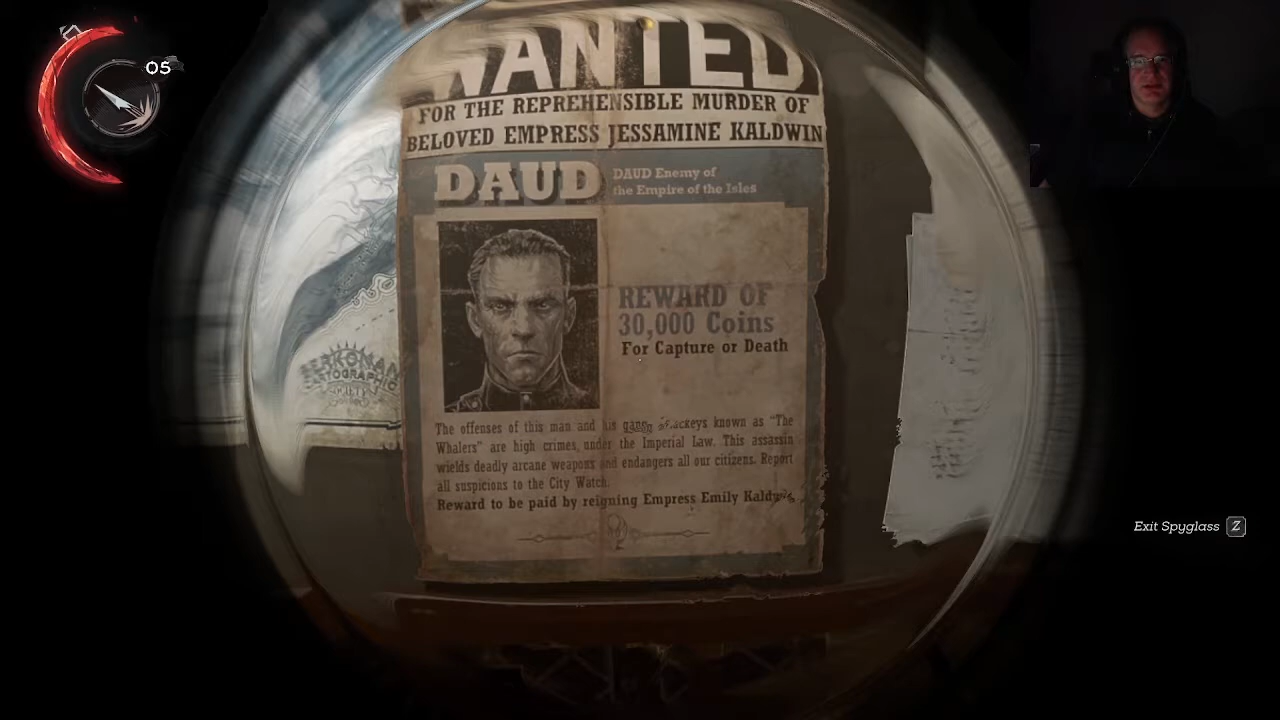 05
WANTED
FOR THE REPREHENSIBLE MURDER OF
BELOVED EMPRESS JESSAMINE KALDWIN
DAUD
DAUD Enemy of
the Empire of the Isles
REWARD OF
30,000 Coins
For Capture or Death
The offenses of this man and his known as "The
Whalers" are high crimes under the Imperial Law. This assassin
wields deadly arcane weapons and endangers all our citizens. Report
all suspicions to the City Watch.
Reward to be paid by reigning Empress Emily
Exit Spyglass Z